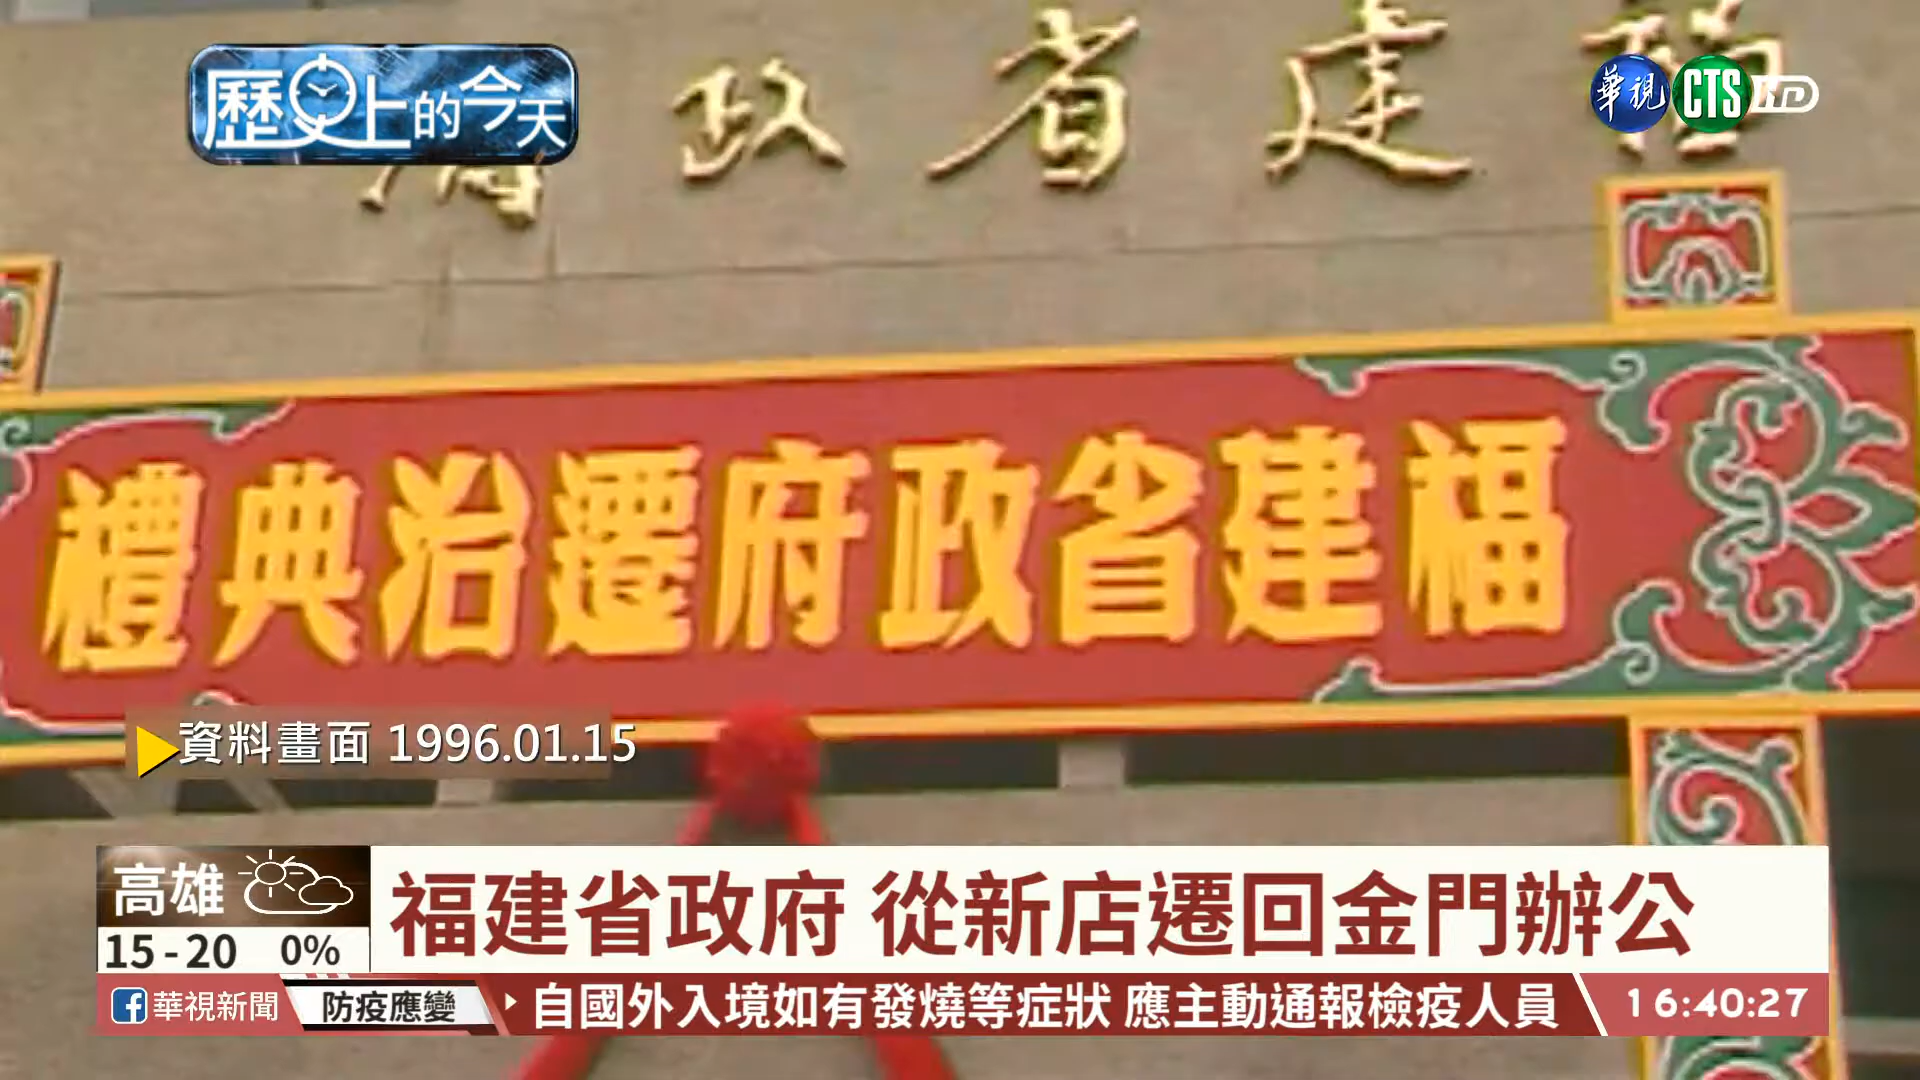 歷史上的今天
華視 CTS HD
福建省政府
福建省政府遷治典禮
資料畫面 1996.01.15
高雄
15-20 0%
福建省政府 從新店遷回金門辦公
華視新聞 防疫應變 自國外入境如有發燒等症狀 應主動通報檢疫人員 16:40:27